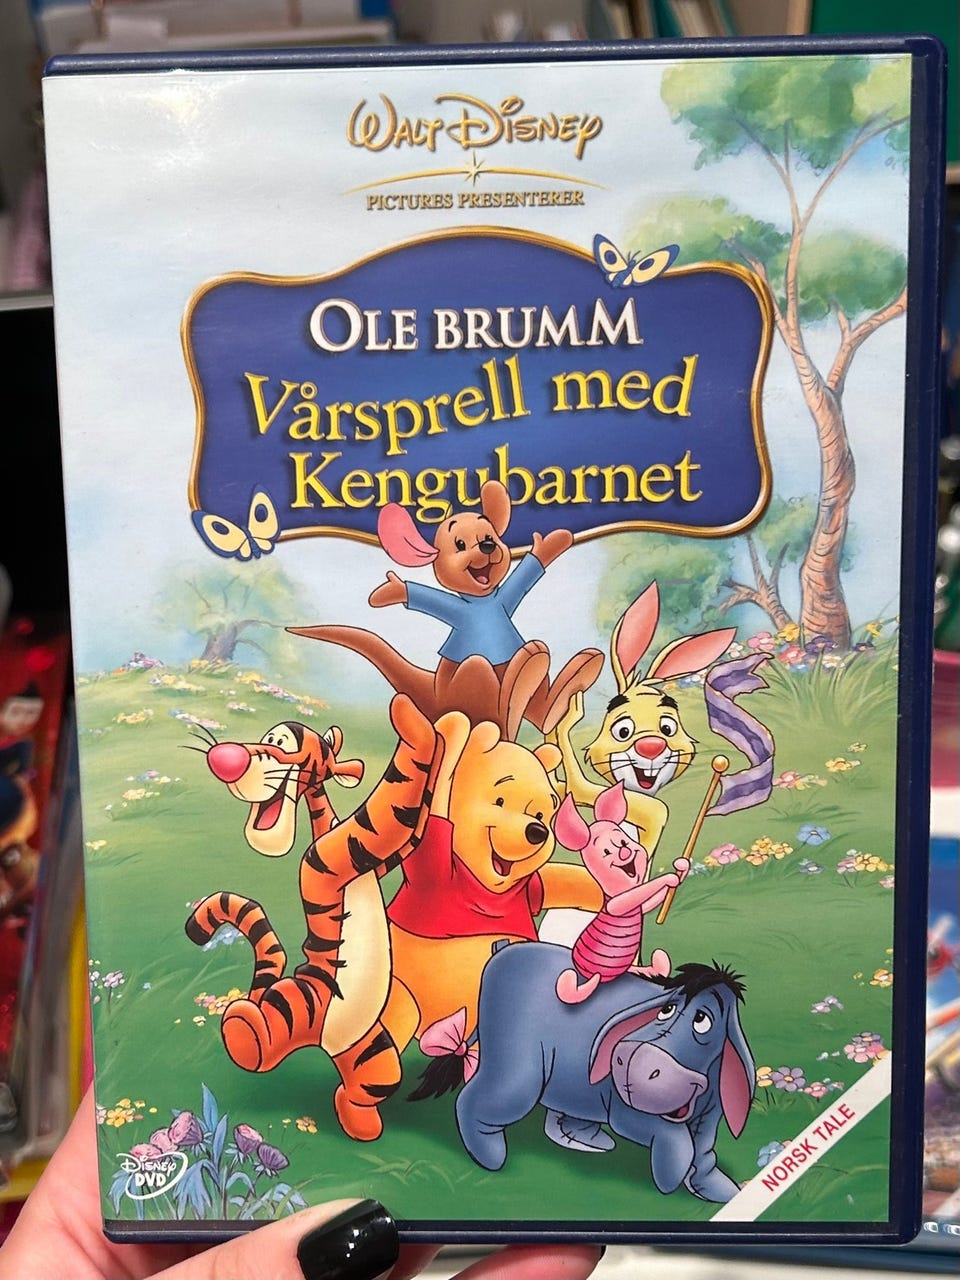 WALT DISNEY
PICTURES PRESENTERER
OLE BRUMM
Vårsprell med
Kengubarnet
NORSK TALE
DISNEY
DVD